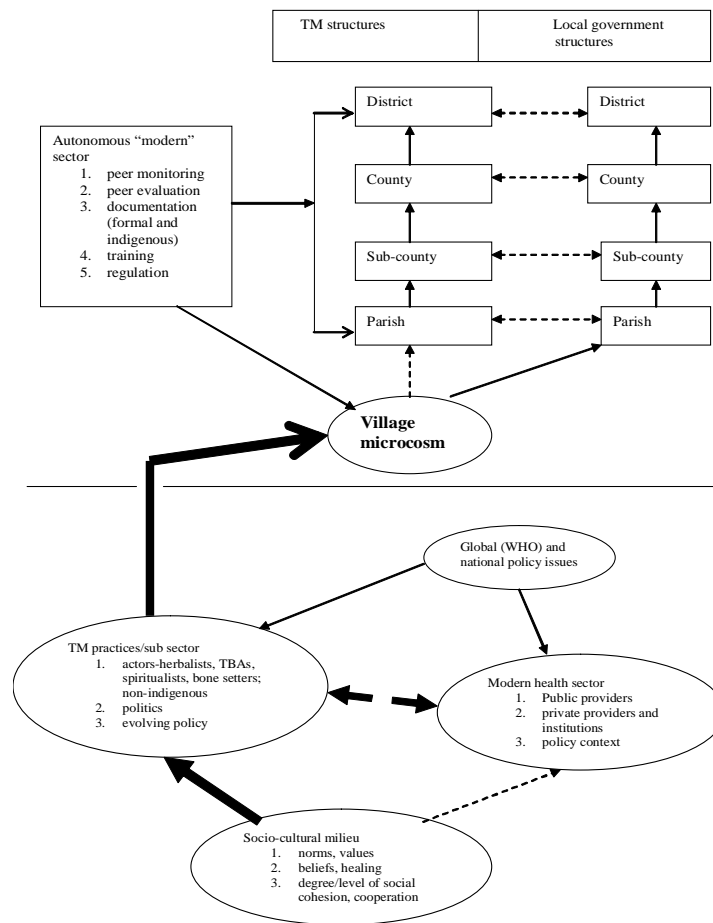 TM structures
Local government
structures
District
District
Autonomous “modern”
sector
1. peer monitoring
2. peer evaluation
3. documentation
(formal and
indigenous)
4. training
5. regulation
County
County
Sub-county
Sub-county
Parish
Parish
Village
microcosm
Global (WHO) and
national policy issues
TM practices/sub sector
1. actors-herbalists, TBAs,
spiritualists, bone setters;
non-indigenous
2. politics
3. evolving policy
Modern health sector
1. Public providers
2. private providers and
institutions
3. policy context
Socio-cultural milieu
1. norms, values
2. beliefs, healing
3. degree/level of social
cohesion, cooperation